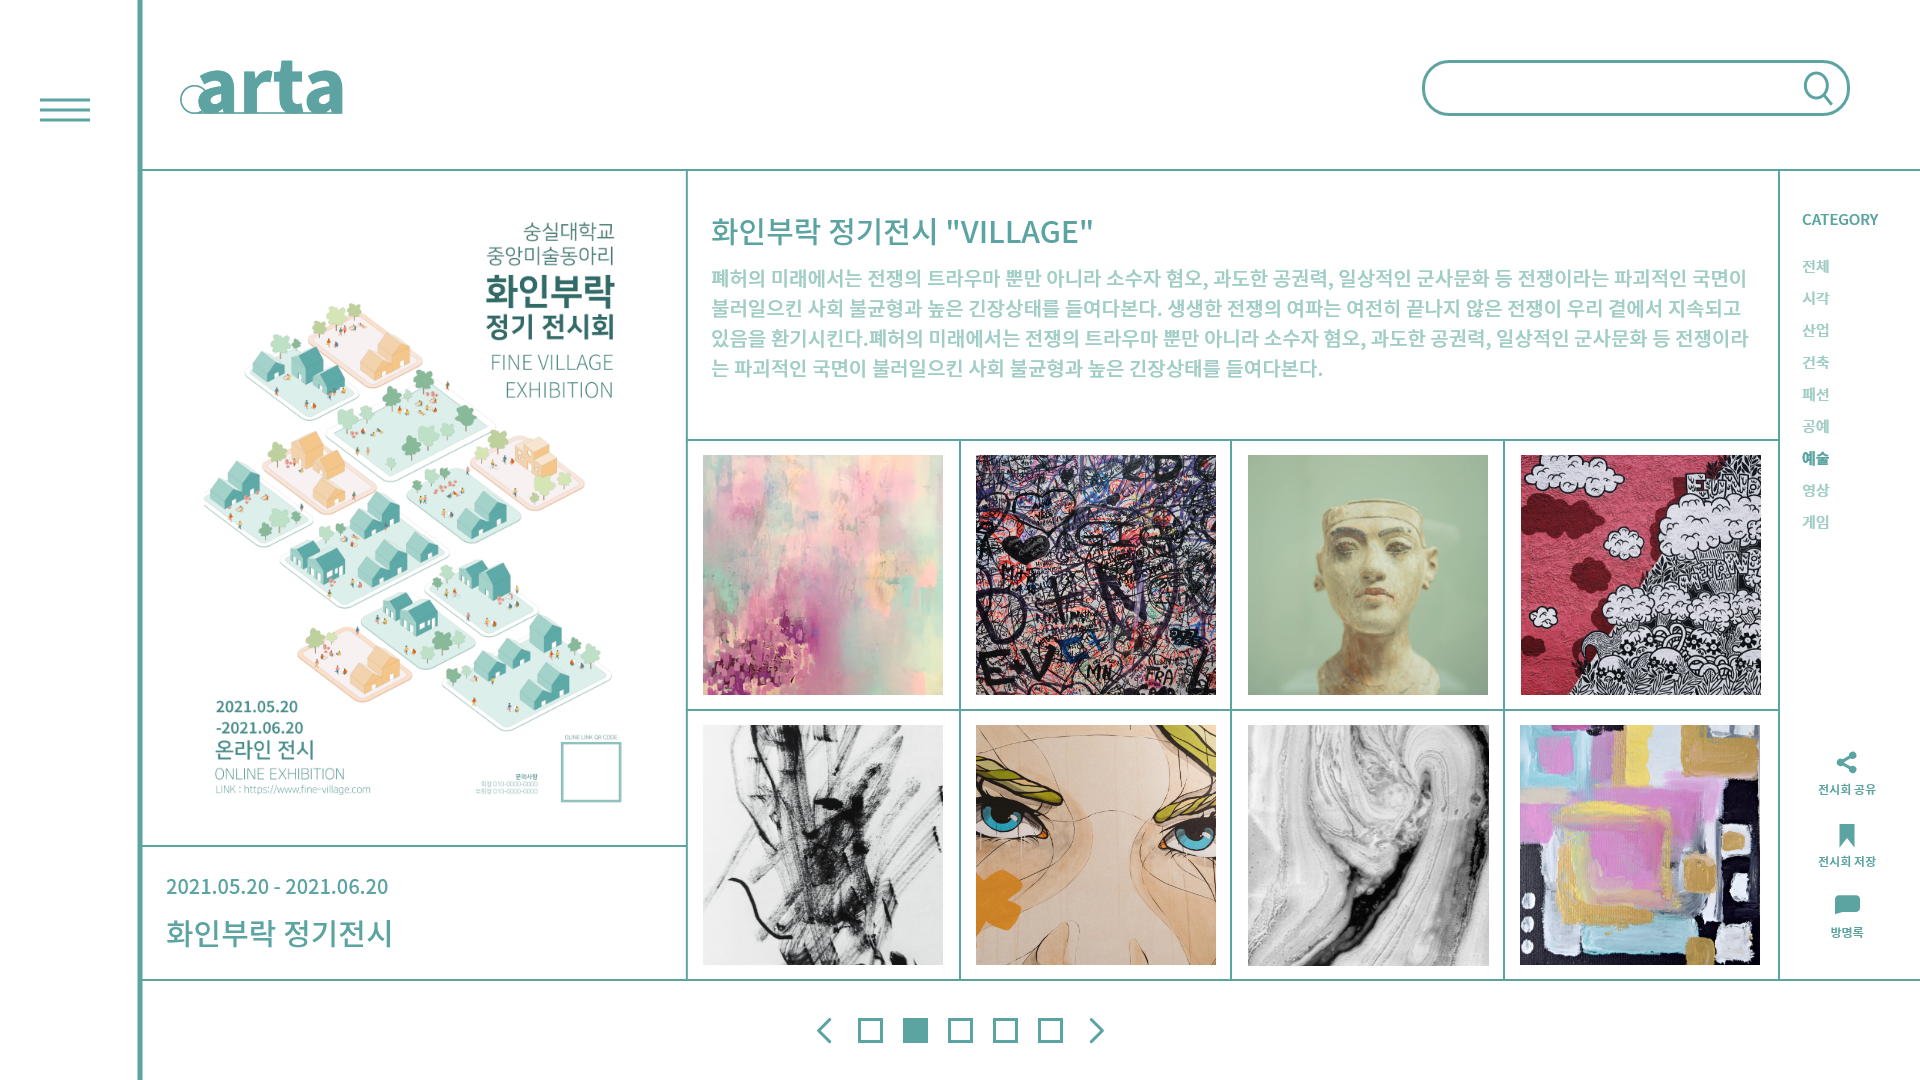 arta
숭실대학교
중앙미술동아리
화인부락
정기 전시회
FINE VILLAGE
EXHIBITION
2021.05.20
-2021.06.20
온라인 전시
ONLINE EXHIBITION
LINK : https://www.fine-village.com
OLINE LINK QR CODE
문의사항
회장 010-0000-0000
부회장 010-0000-0000
2021.05.20 - 2021.06.20
화인부락 정기전시
화인부락 정기전시 "VILLAGE"
폐허의 미래에서는 전쟁의 트라우마 뿐만 아니라 소수자 혐오, 과도한 공권력, 일상적인 군사문화 등 전쟁이라는 파괴적인 국면이
불러일으킨 사회 불균형과 높은 긴장상태를 들여다본다. 생생한 전쟁의 여파는 여전히 끝나지 않은 전쟁이 우리 곁에서 지속되고
있음을 환기시킨다.폐허의 미래에서는 전쟁의 트라우마 뿐만 아니라 소수자 혐오, 과도한 공권력, 일상적인 군사문화 등 전쟁이라
는 파괴적인 국면이 불러일으킨 사회 불균형과 높은 긴장상태를 들여다본다.
MN
FRA
CATEGORY
전체
시각
산업
건축
패션
공예
예술
영상
게임
전시회 공유
전시회 저장
방명록